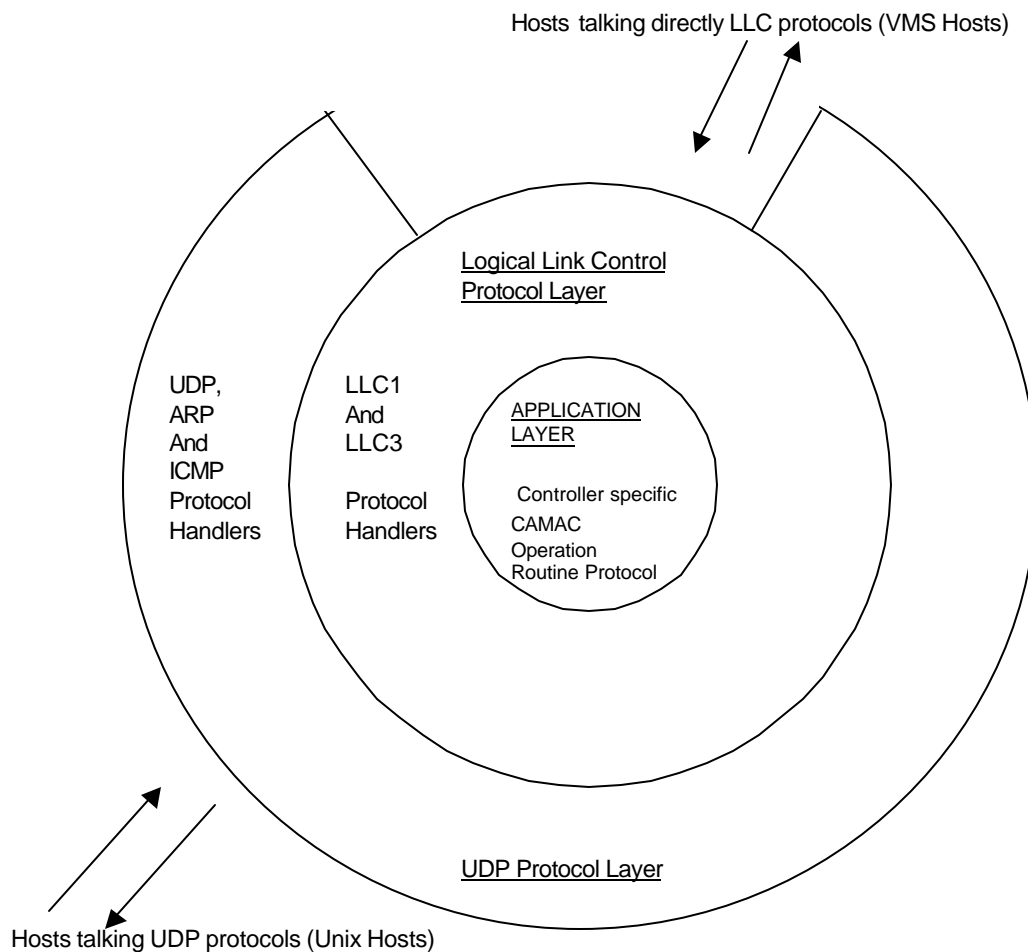 Hosts talking directly LLC protocols (VMS Hosts)
Logical Link Control
Protocol Layer
UDP,
ARP
And
ICMP
Protocol
Handlers
LLC1
And
LLC3
Protocol
Handlers
APPLICATION
LAYER
Controller specific
CAMAC
Operation
Routine Protocol
UDP Protocol Layer
Hosts talking UDP protocols (Unix Hosts)